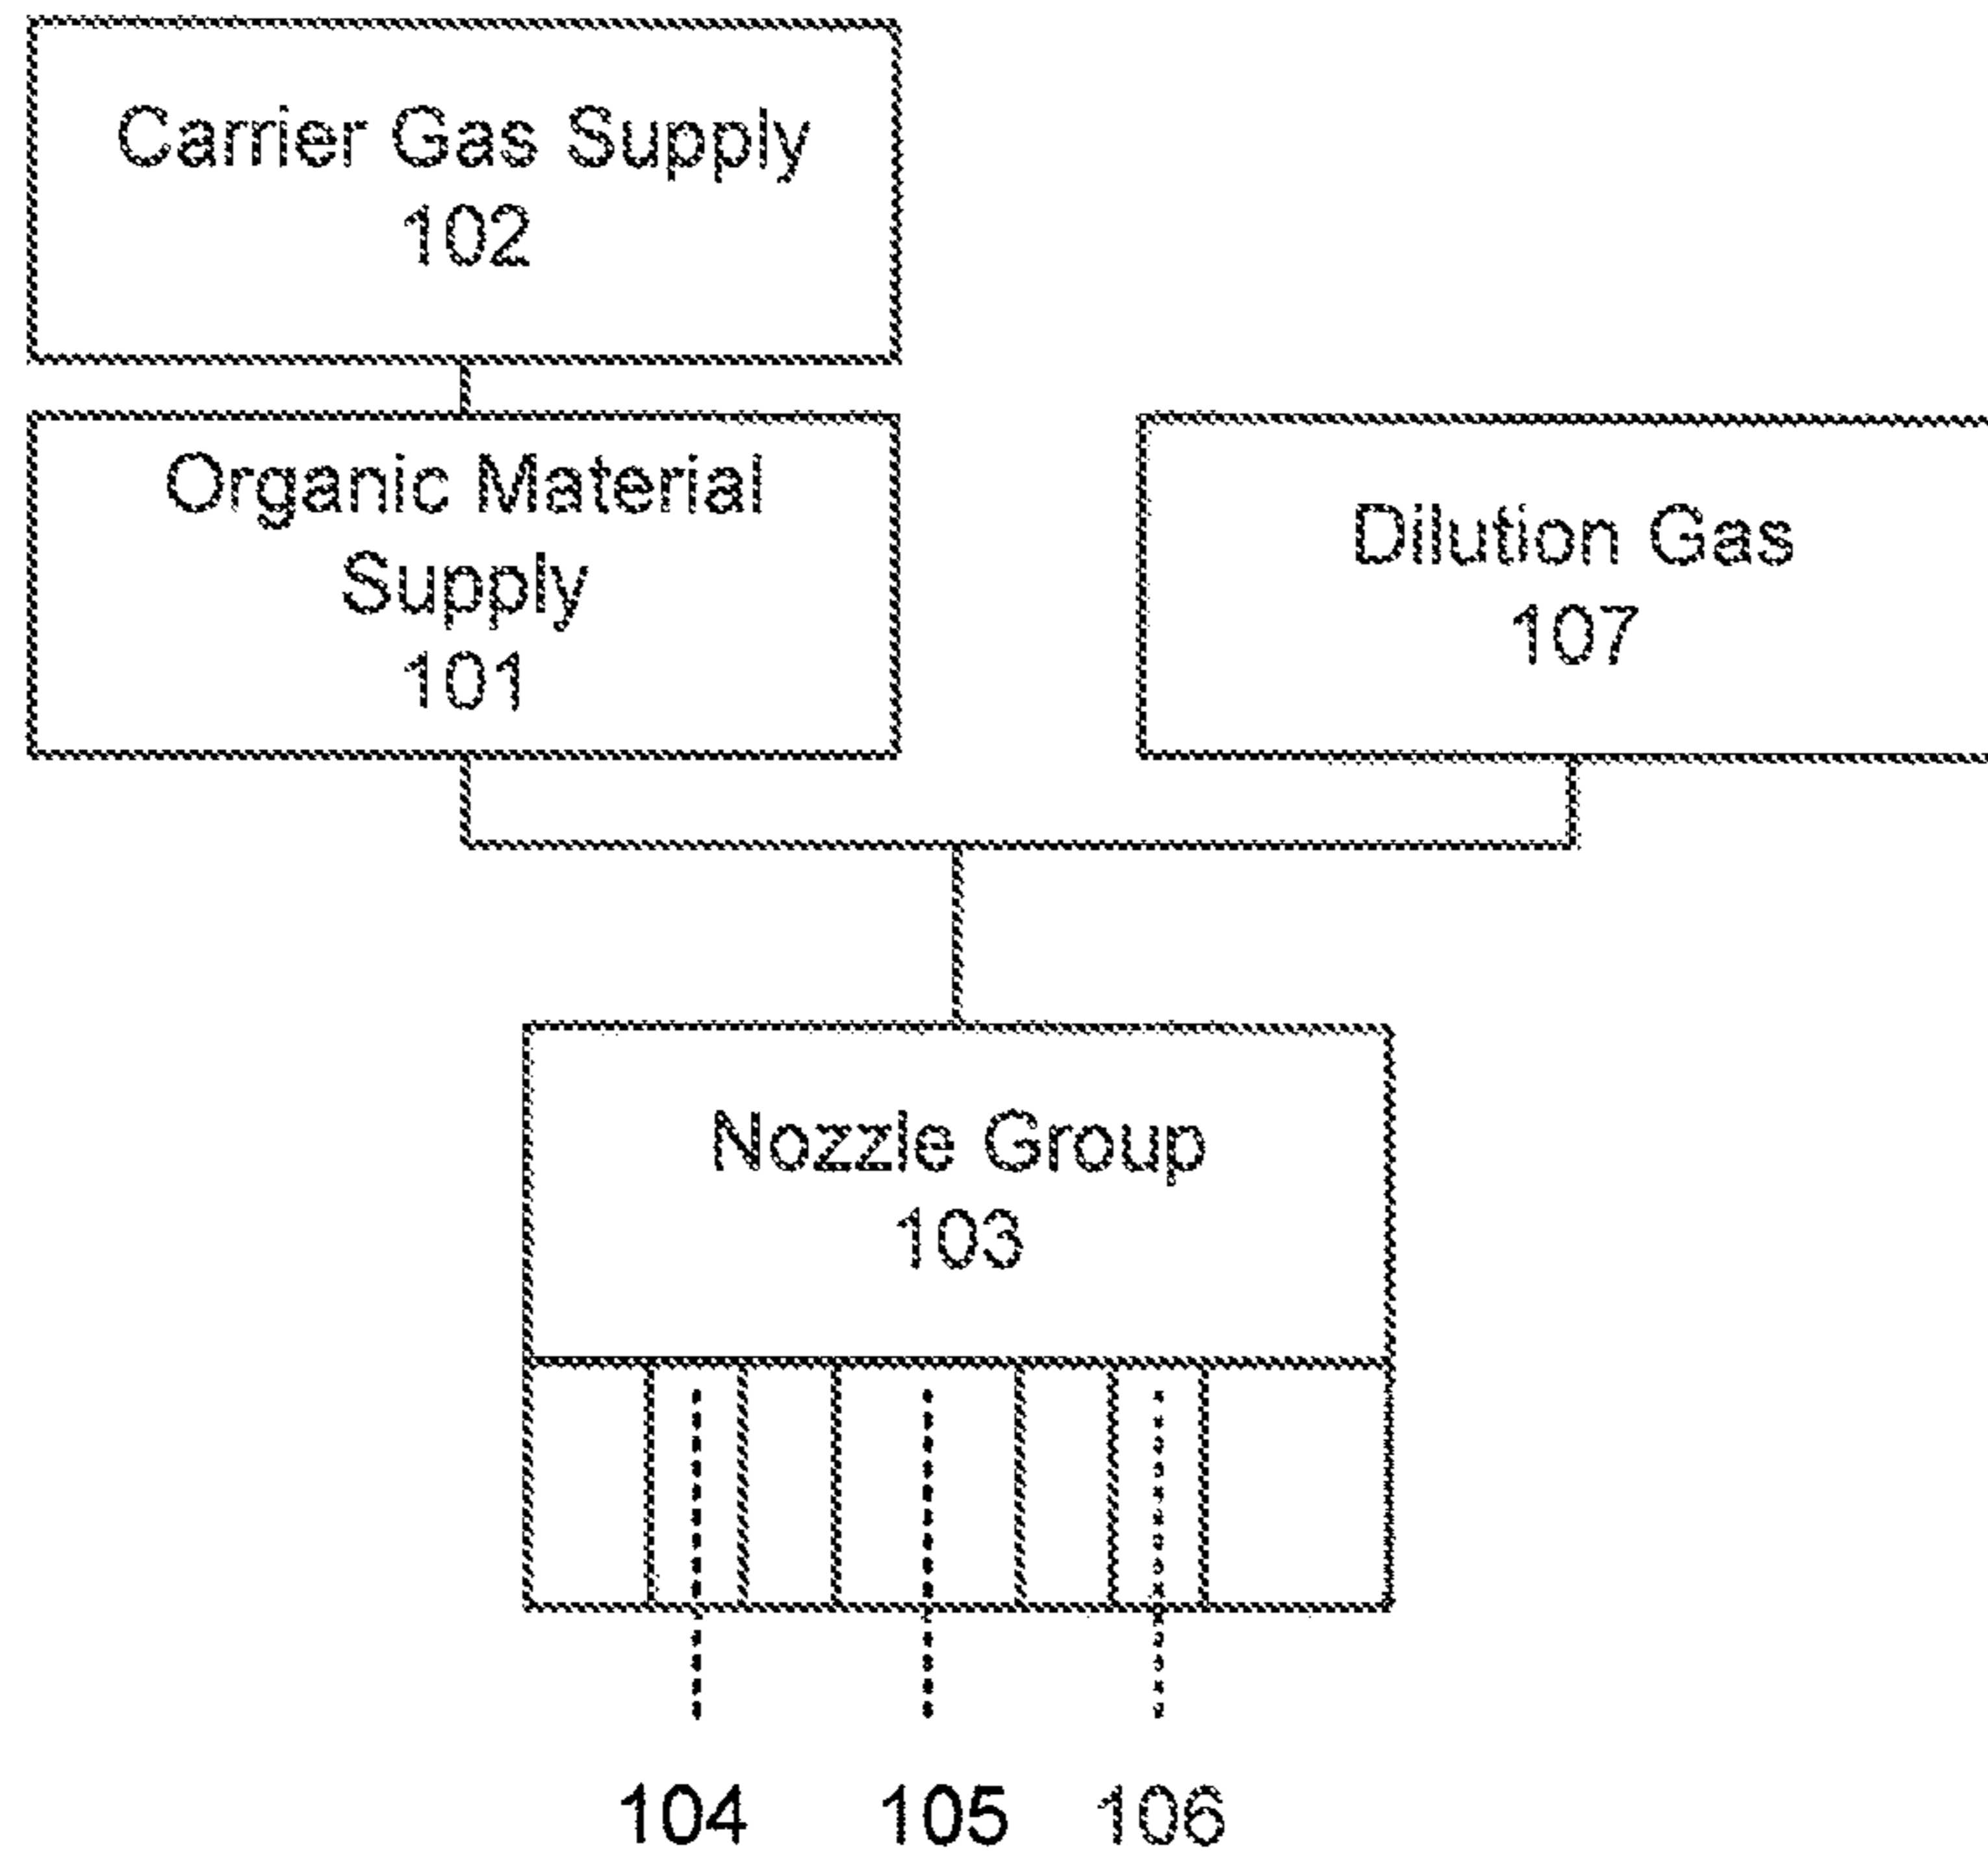 Carrier Gas Supply
102
Organic Material
Supply
101
Dilution Gas
107
Nozzle Group
103
104 105 106